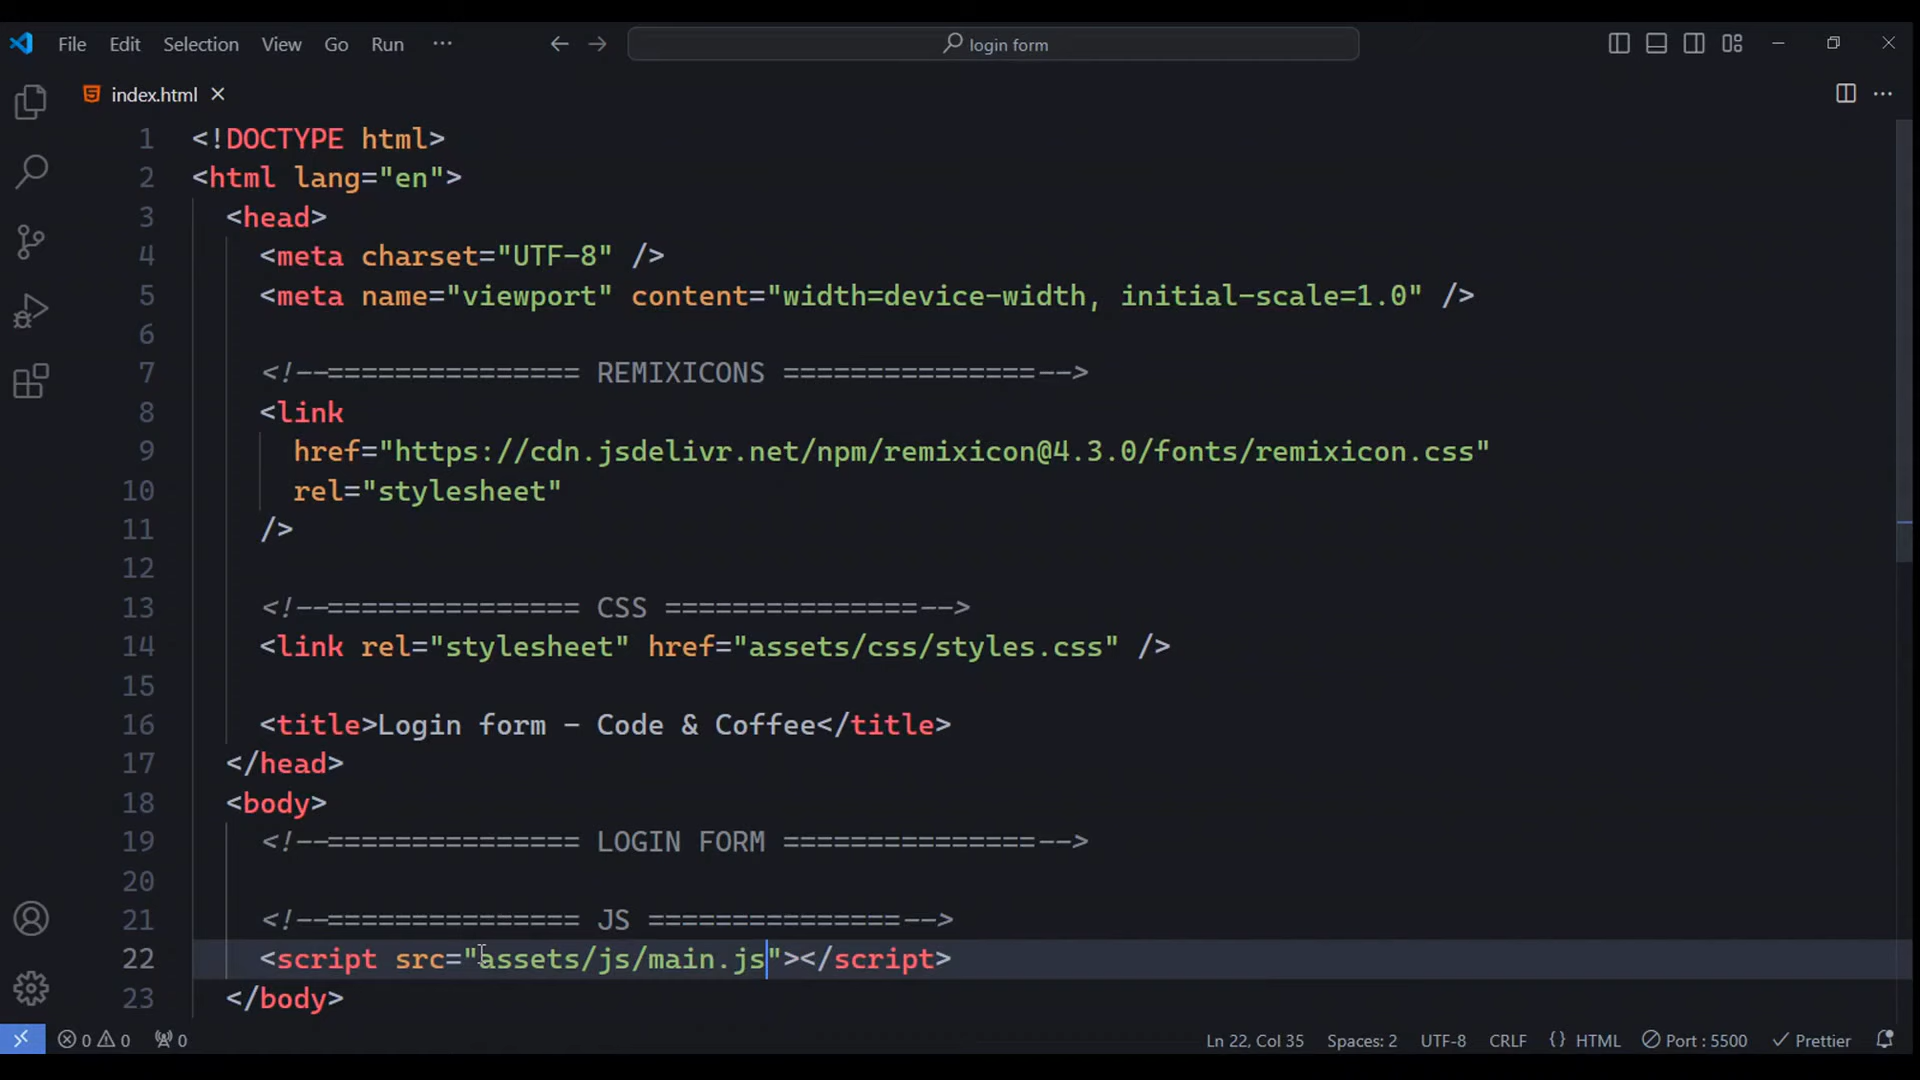 File Edit Selection View Go Run ··· login form
index.html
1 <!DOCTYPE html>
2 <html lang="en">
3 <head>
4 <meta charset="UTF-8" />
5 <meta name="viewport" content="width=device-width, initial-scale=1.0" />
6
7 <!--=============== REMIXICONS ===============-->
8 <link
9 href="https://cdn.jsdelivr.net/npm/remixicon@4.3.0/fonts/remixicon.css"
10 rel="stylesheet"
11 />
12
13 <!--=============== CSS ===============-->
14 <link rel="stylesheet" href="assets/css/styles.css" />
15
16 <title>Login form - Code & Coffee</title>
17 </head>
18 <body>
19 <!--=============== LOGIN FORM ===============-->
20
21 <!--=============== JS ===============-->
22 <script src="assets/js/main.js"></script>
23 </body>
0 0 0 Ln 22, Col 35 Spaces: 2 UTF-8 CRLF {} HTML Port : 5500 Prettier